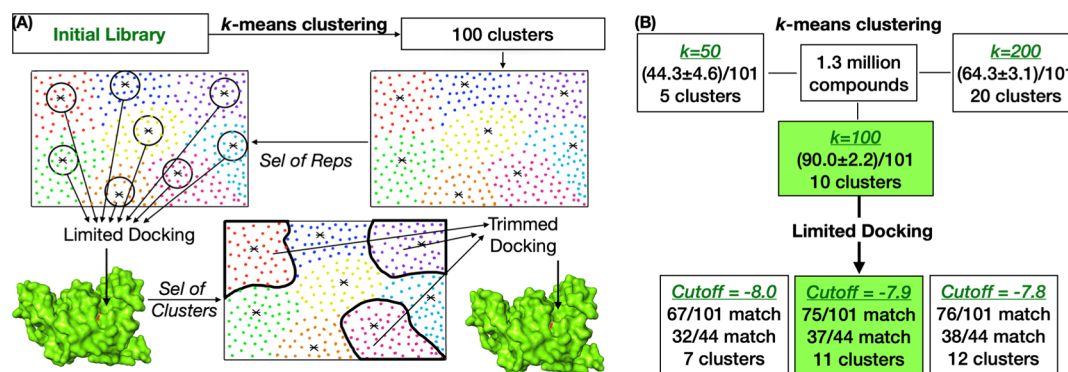 (A)
k-means clustering
Initial Library
100 clusters
Sel of Reps
Limited Docking
Sel of
Clusters
Trimmed
Docking
(B)
k-means clustering
k=50
(44.3±4.6)/101
5 clusters
1.3 million
compounds
k=200
(64.3±3.1)/101
20 clusters
k=100
(90.0±2.2)/101
10 clusters
Limited Docking
Cutoff = -8.0
67/101 match
32/44 match
7 clusters
Cutoff = -7.9
75/101 match
37/44 match
11 clusters
Cutoff = -7.8
76/101 match
38/44 match
12 clusters